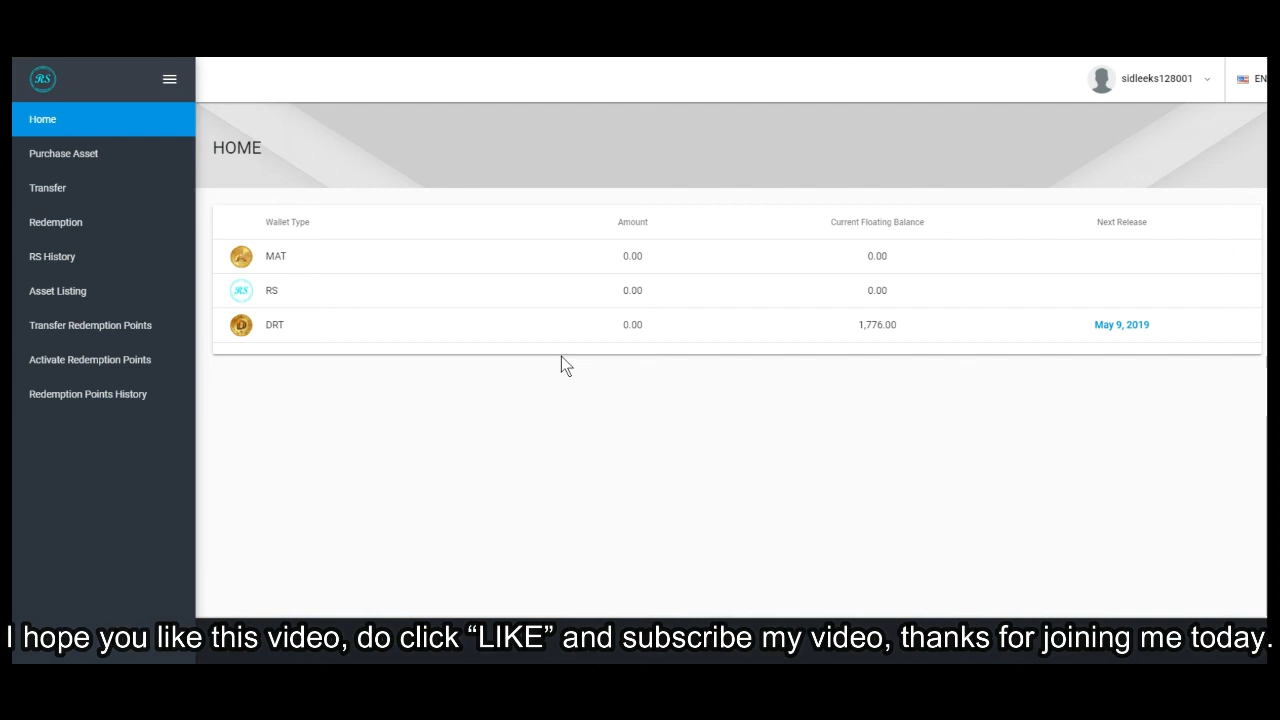 RS
sidleeks128001
EN
Home
Purchase Asset
Transfer
Redemption
RS History
Asset Listing
Transfer Redemption Points
Activate Redemption Points
Redemption Points History
HOME
Wallet Type Amount Current Floating Balance Next Release
MAT 0.00 0.00
RS RS 0.00 0.00
D DRT 0.00 1,776.00 May 9, 2019
I hope you like this video, do click “LIKE” and subscribe my video, thanks for joining me today.